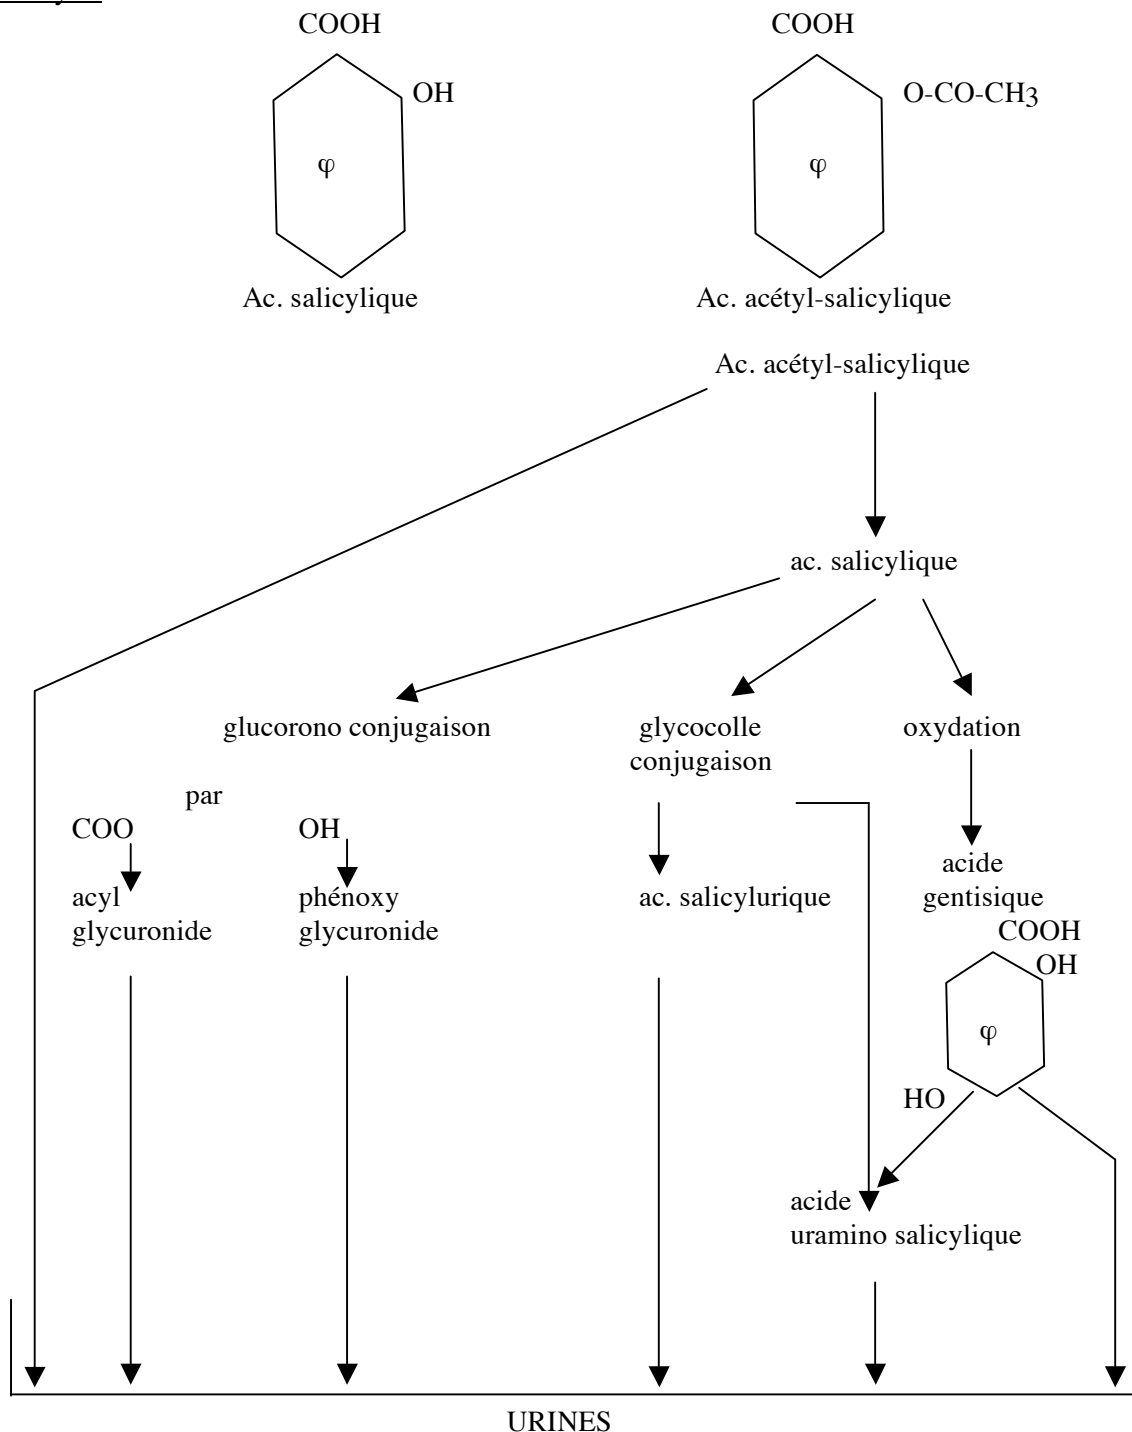 COOH COOH
OH O-CO-CH3
φ φ
Ac. salicylique Ac. acétyl-salicylique
Ac. acétyl-salicylique
ac. salicylique
glucorono conjugaison glycocolle oxydation
conjugaison
par
COO OH
acide
acyl phénoxy ac. salicylurique gentisique
glycuronide glycuronide COOH
OH
φ
HO
acide
uramino salicylique
URINES